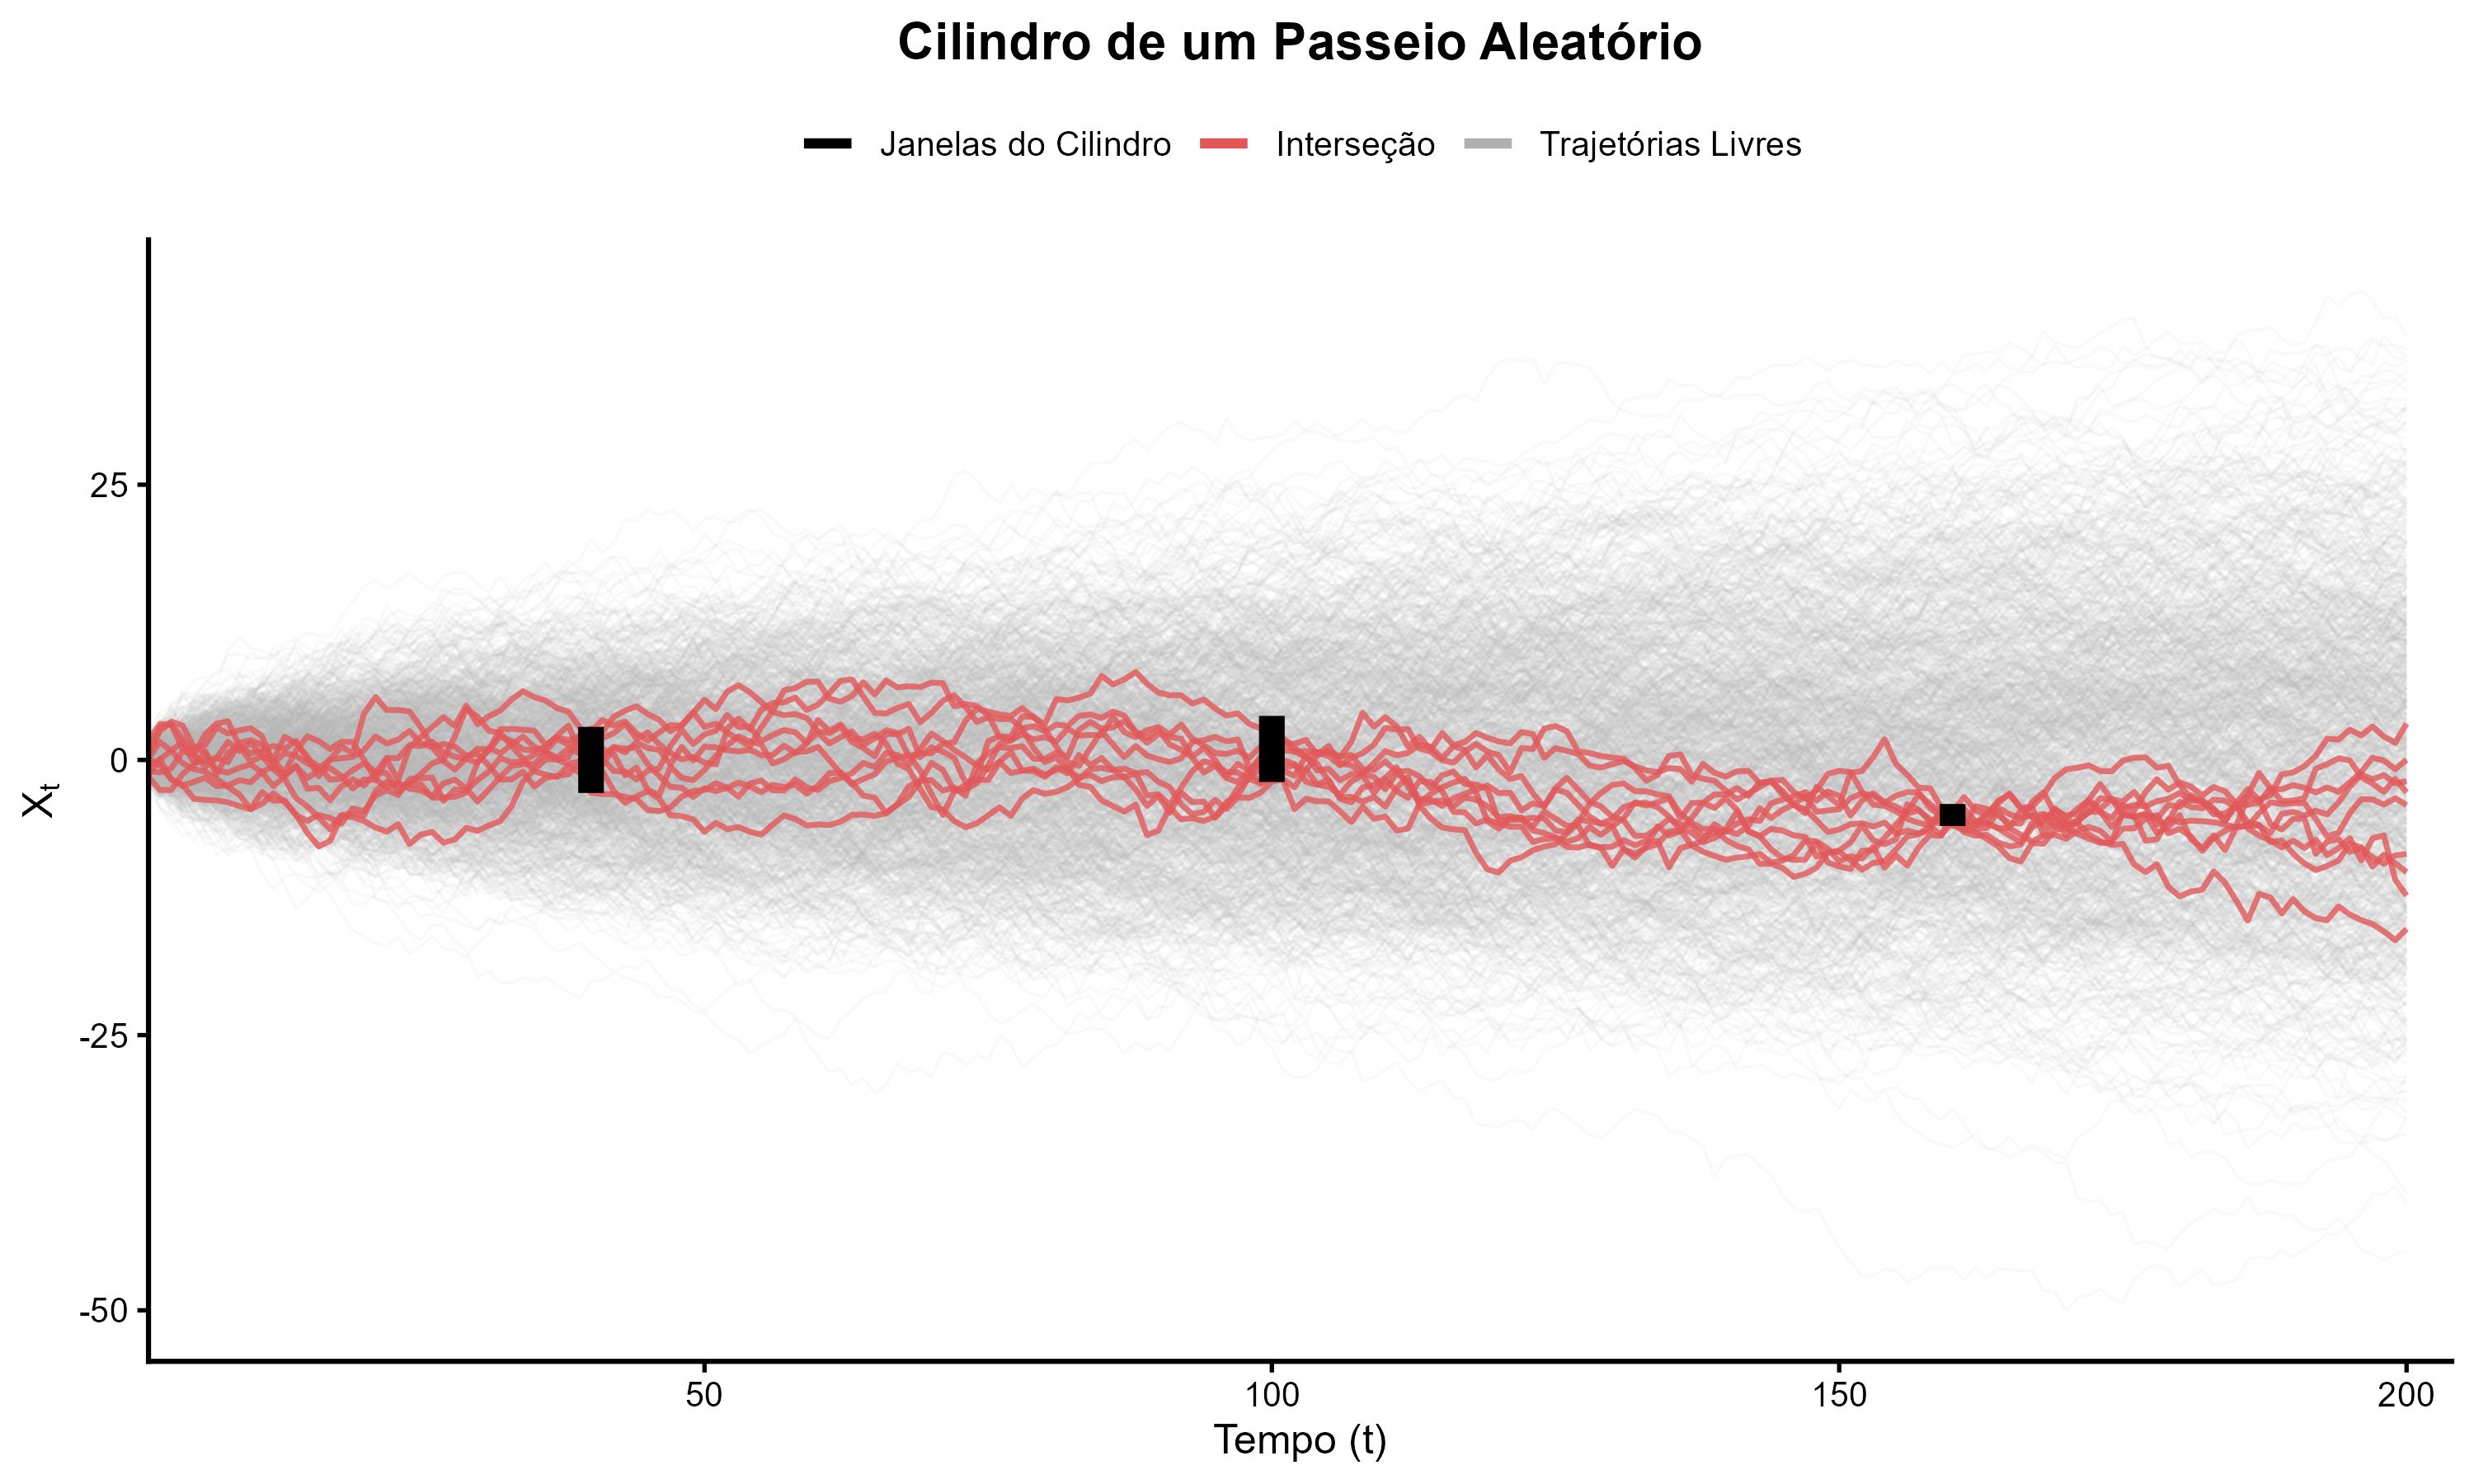 Cilindro de um Passeio Aleatório
Janelas do Cilindro Interseção Trajetórias Livres
25
0
-25
-50
Xt
50 100 150 200
Tempo (t)